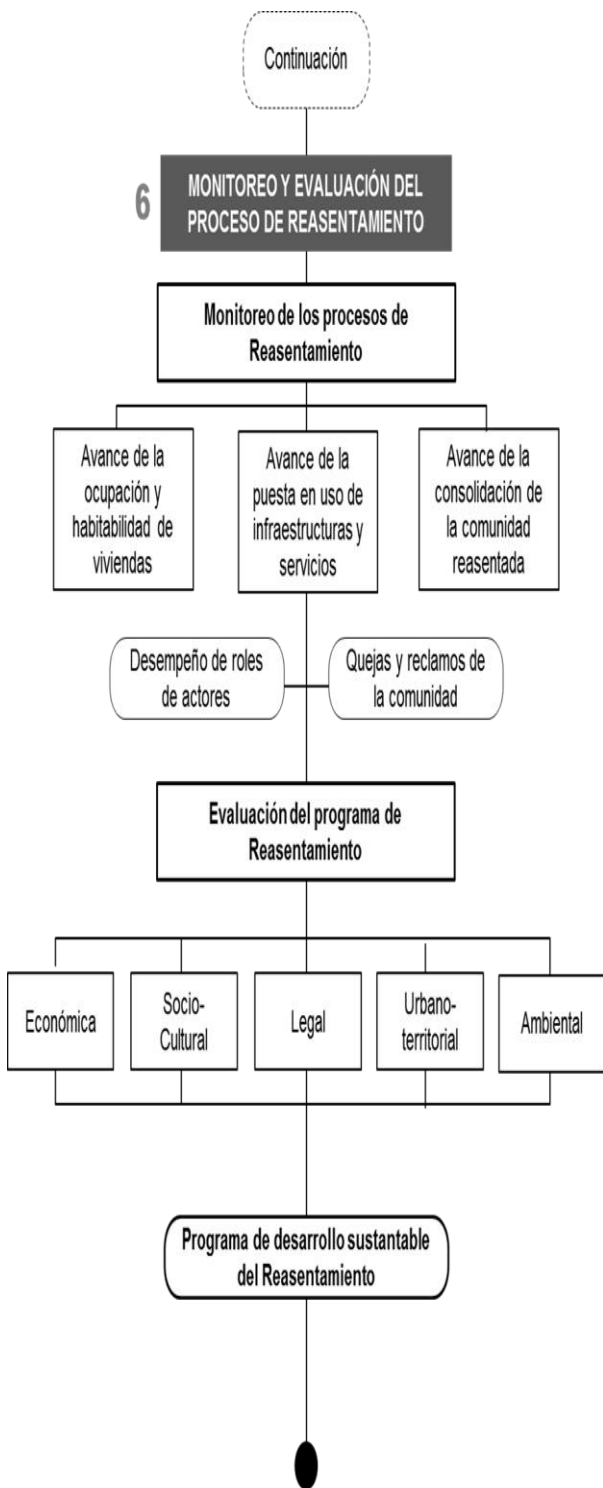 Continuación
6
MONITOREO Y EVALUACIÓN DEL
PROCESO DE REASENTAMIENTO
Monitoreo de los procesos de
Reasentamiento
Avance de la
ocupación y
habitabilidad de
viviendas
Avance de la
puesta en uso de
infraestructuras y
servicios
Avance de la
consolidación de
la comunidad
reasentada
Desempeño de roles
de actores
Quejas y reclamos de
la comunidad
Evaluación del programa de
Reasentamiento
Económica
Socio-
Cultural
Legal
Urbano-
territorial
Ambiental
Programa de desarrollo sustantable
del Reasentamiento